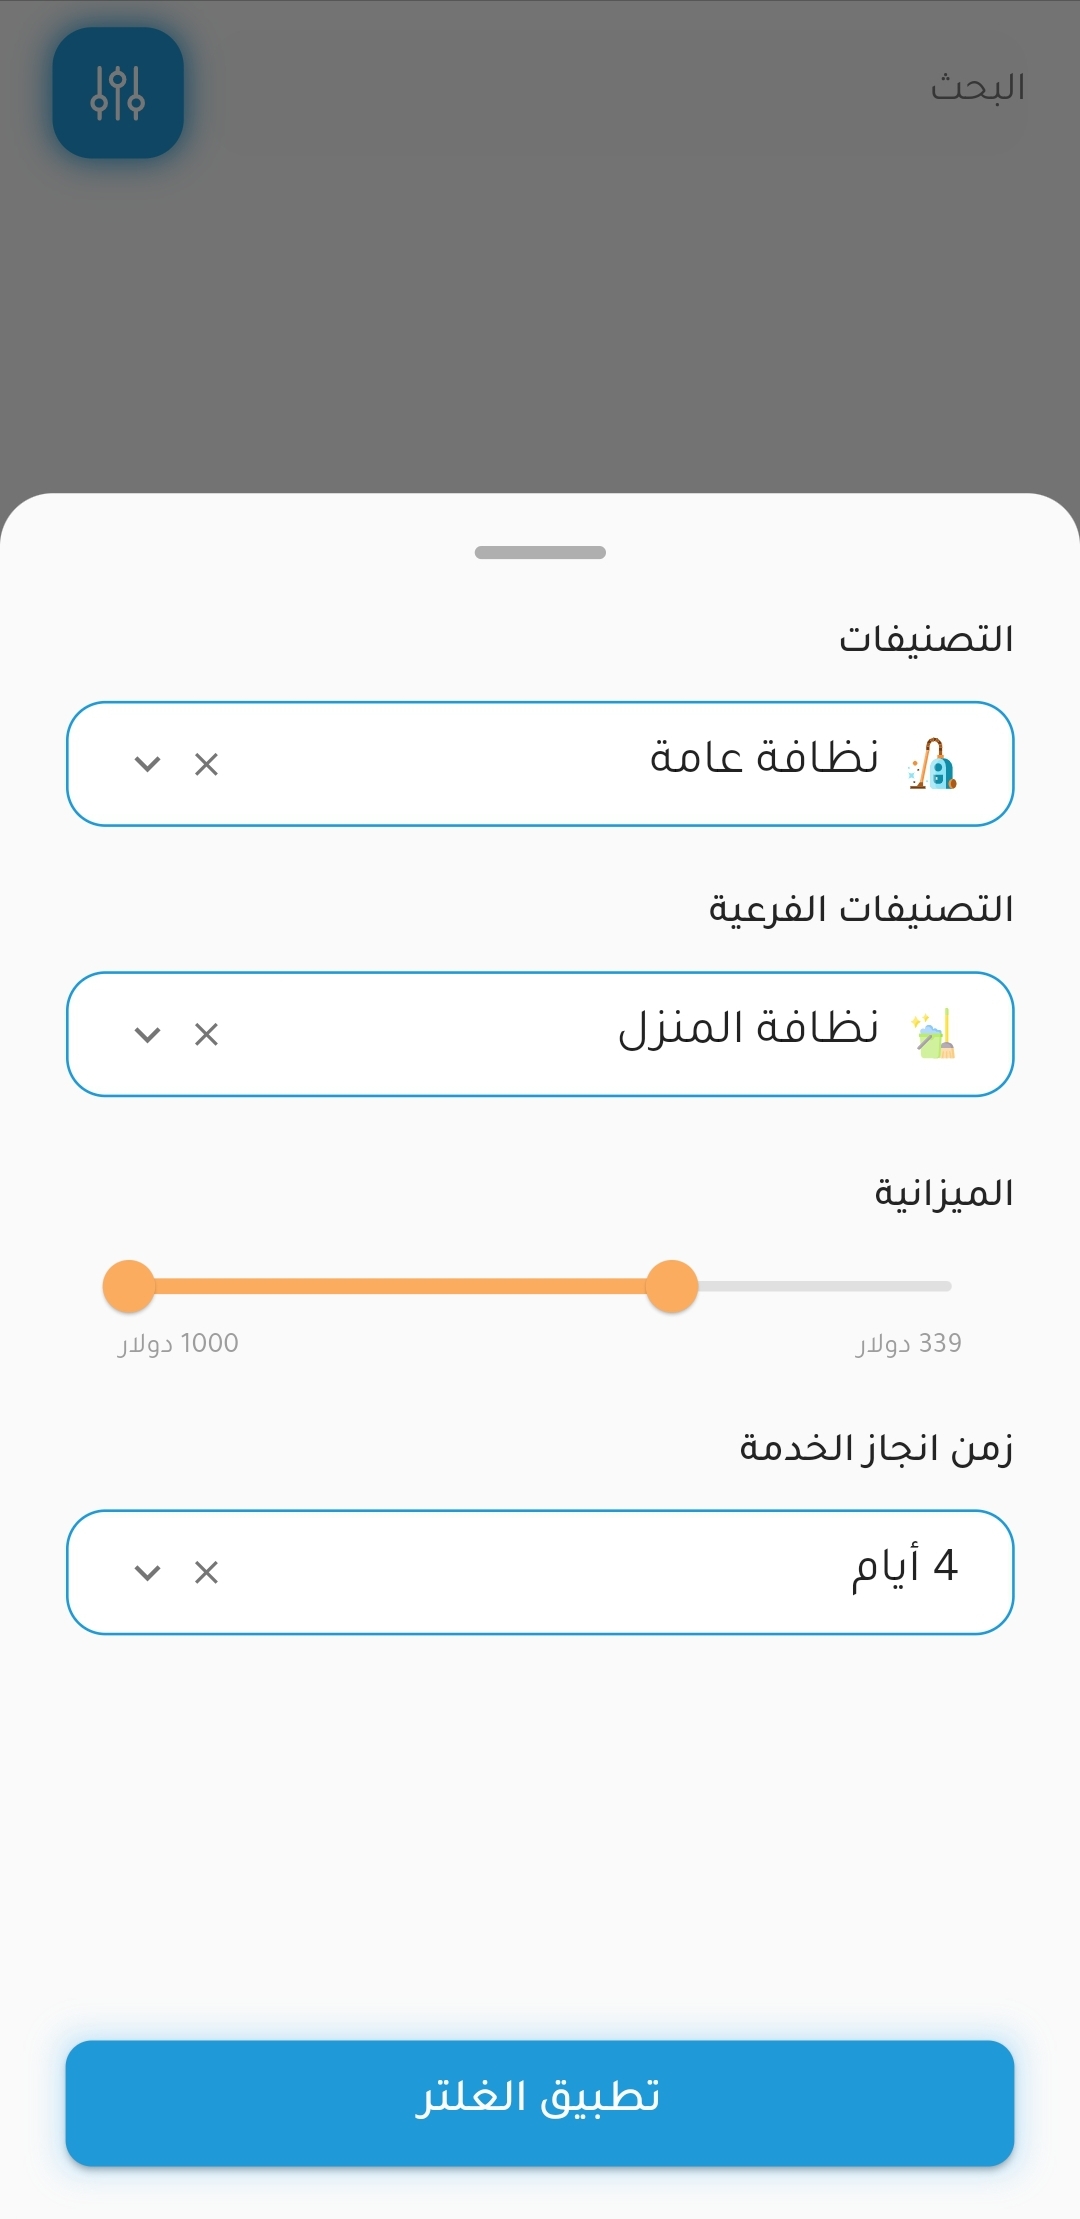 البحث
التصنيفات
نظافة عامة
التصنيفات الفرعية
نظافة المنزل
الميزانية
339 دولار
1000 دولار
زمن انجاز الخدمة
4 أيام
تطبيق الغلتر